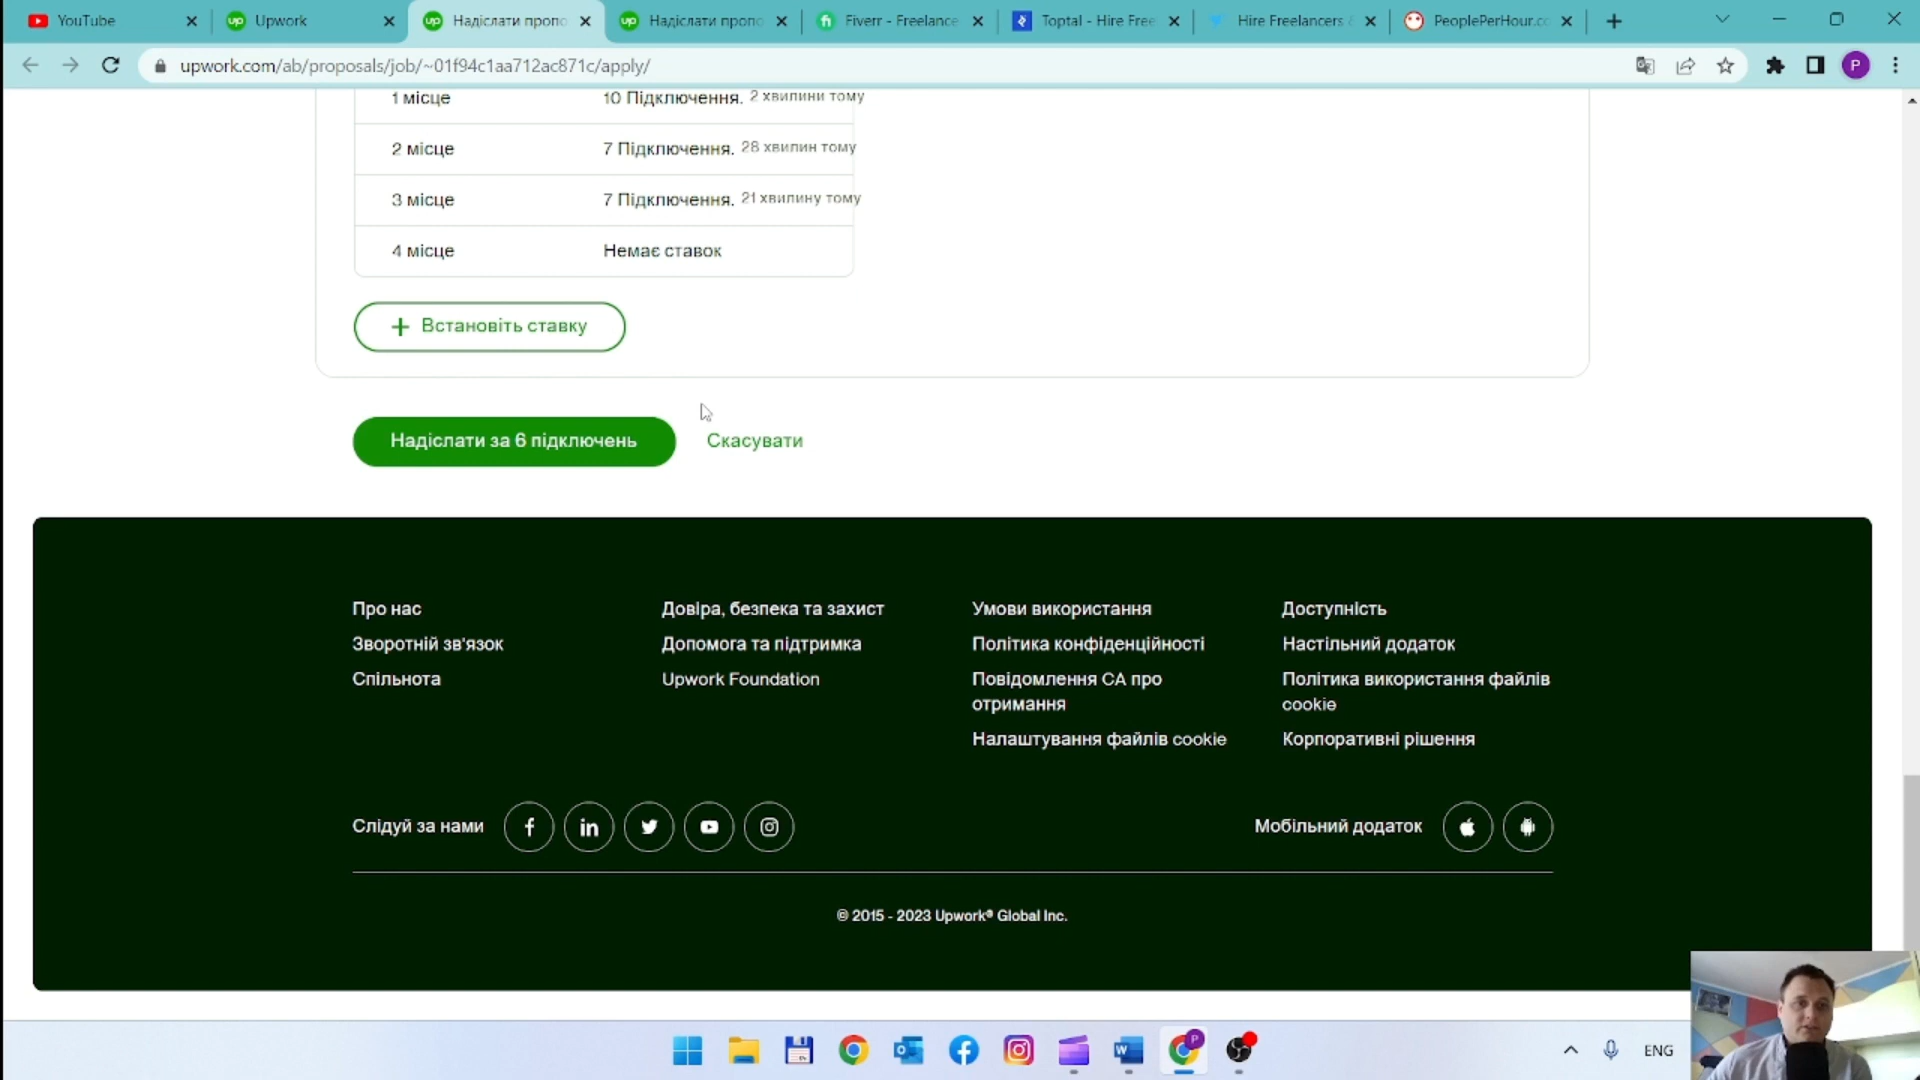 YouTube
Upwork
Надіслати пропо
Надіслати пропо
Fiverr - Freelance
Toptal - Hire Free
Hire Freelancers
PeoplePerHour.co
upwork.com/ab/proposals/job/~01f94c1aa712ac871c/apply/
P
1 місце 10 Підключення. 2 хвилини тому
2 місце 7 Підключення. 28 хвилин тому
3 місце 7 Підключення. 21 хвилину тому
4 місце Немає ставок
+ Встановіть ставку
Надіслати за 6 підключень Скасувати
Про нас Довіра, безпека та захист Умови використання Доступність
Зворотній зв'язок Допомога та підтримка Політика конфіденційності Настільний додаток
Спільнота Upwork Foundation Повідомлення CA про Політика використання файлів
отримання cookie
Налаштування файлів cookie Корпоративні рішення
Слідуй за нами Мобільний додаток
© 2015 - 2023 Upwork® Global Inc.
ENG